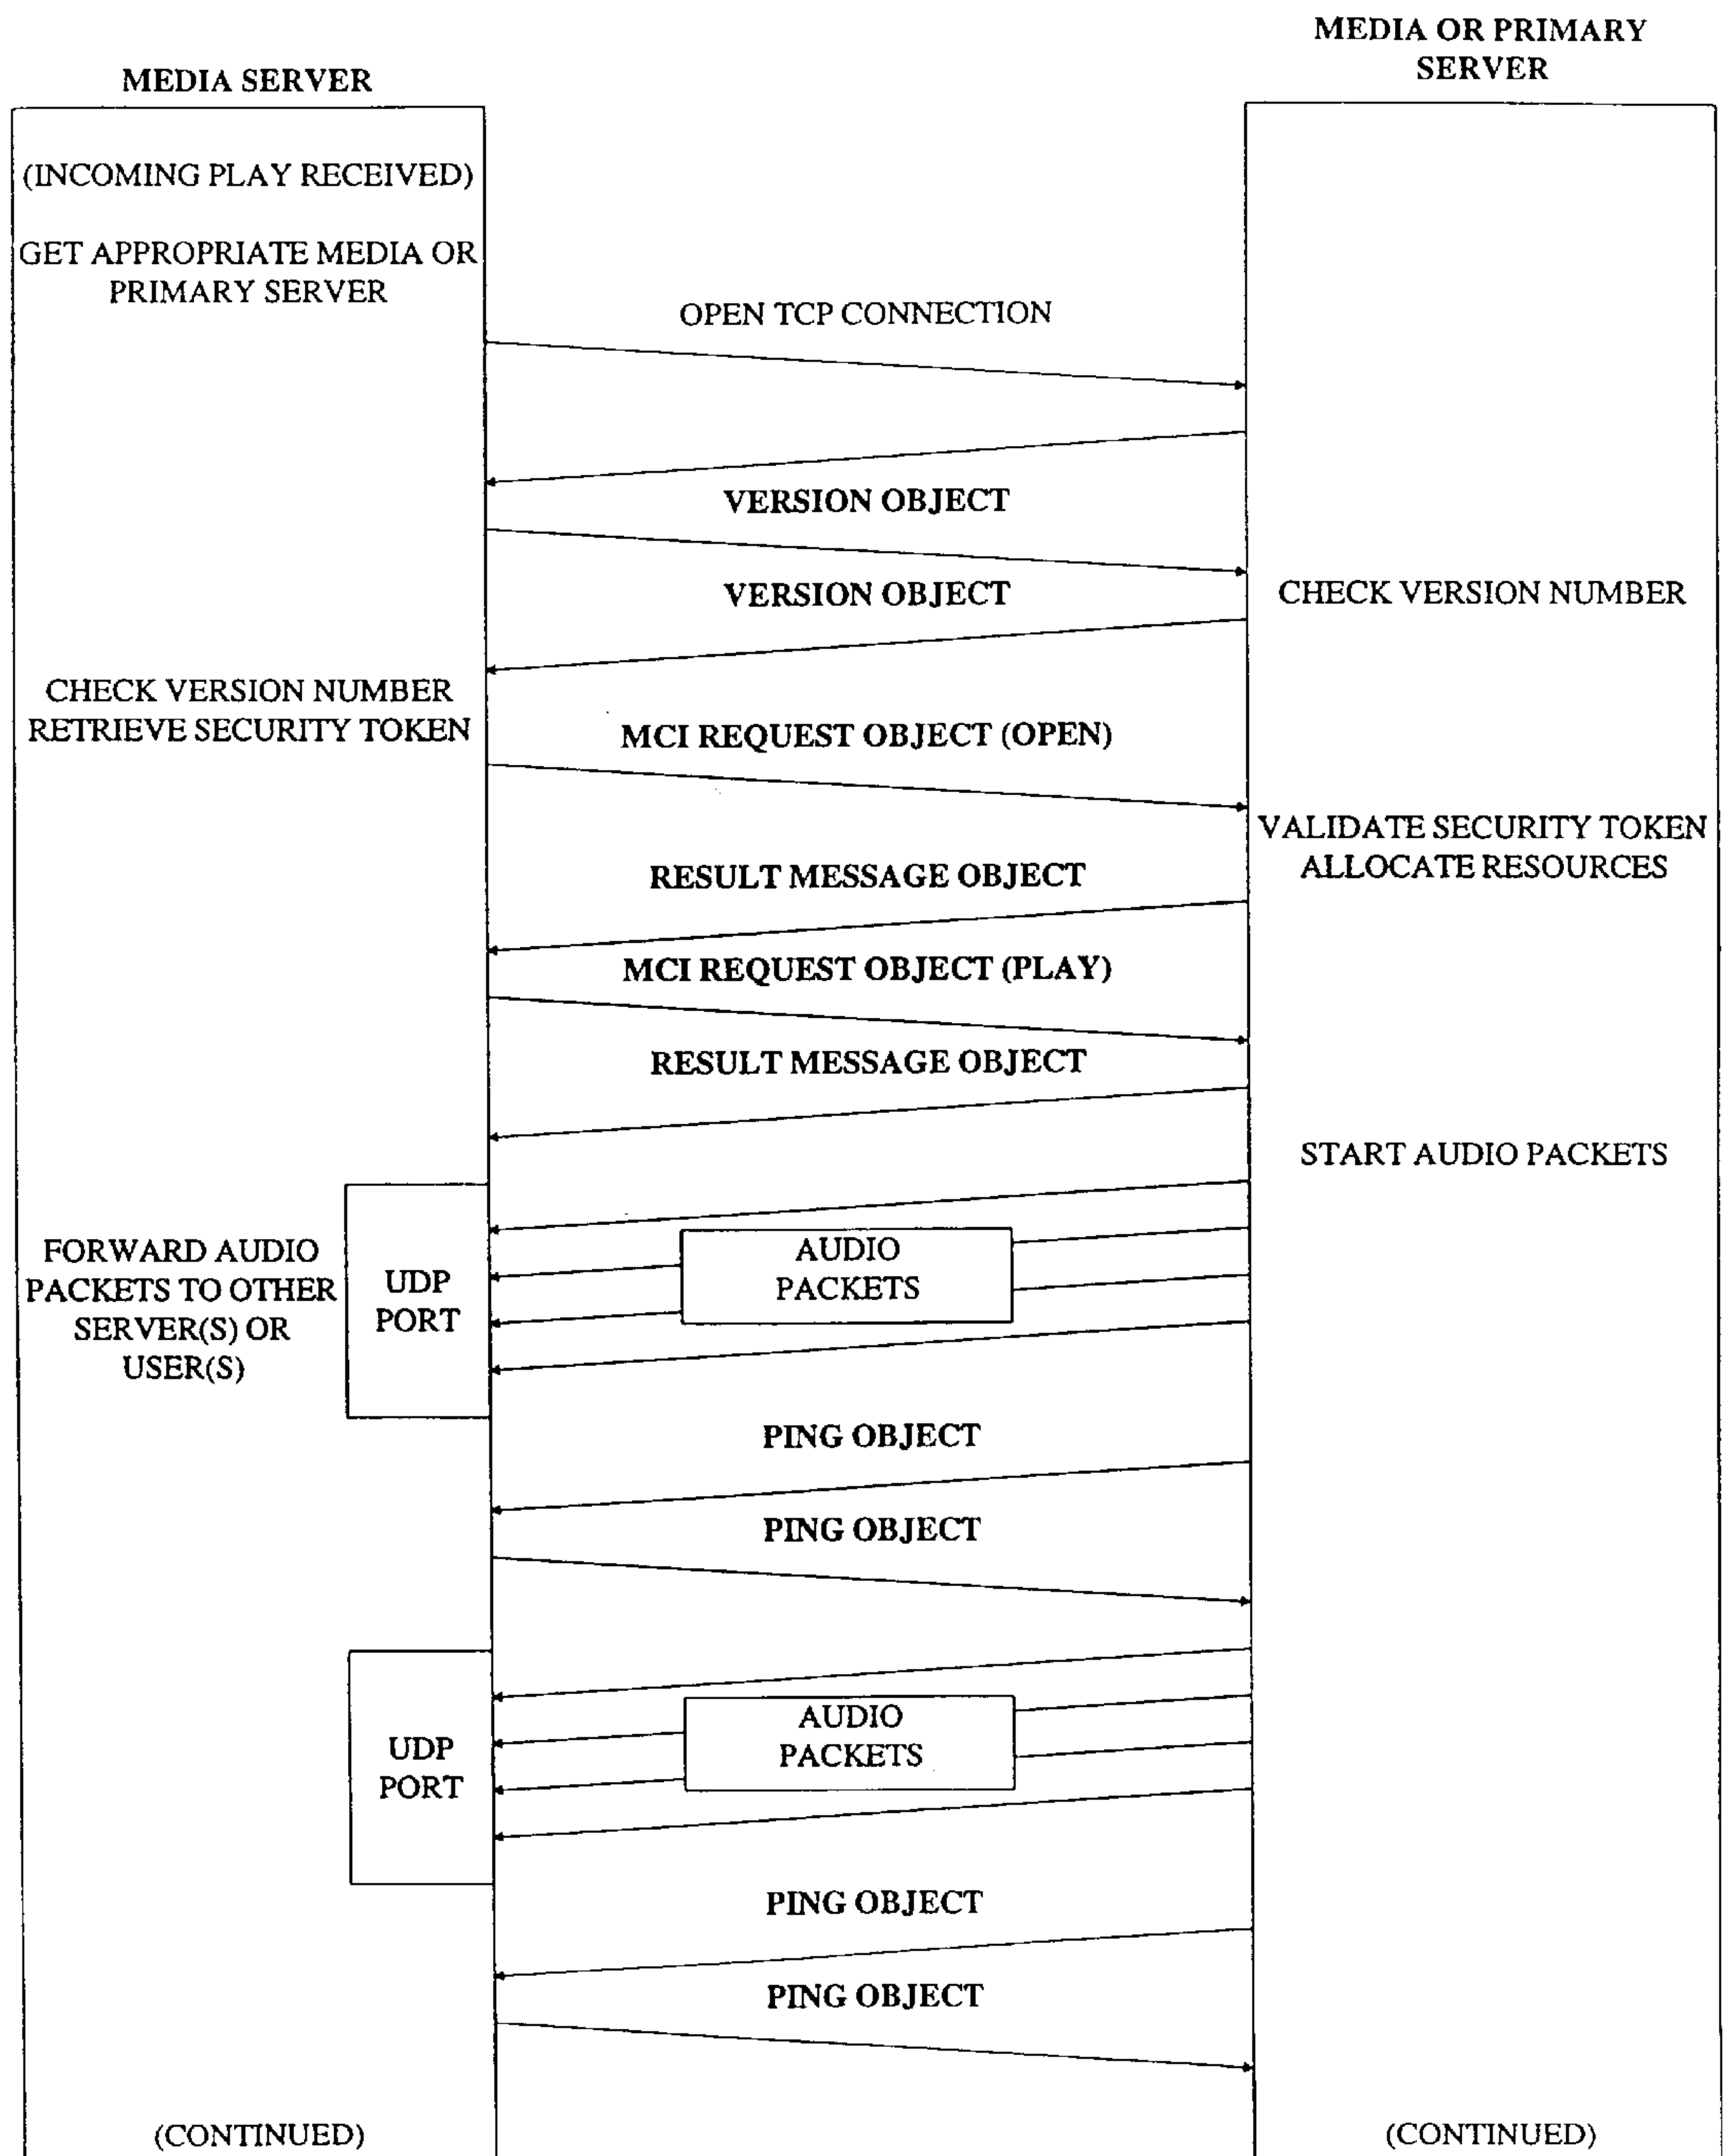 MEDIA OR PRIMARY
SERVER
MEDIA SERVER
(INCOMING PLAY RECEIVED)
GET APPROPRIATE MEDIA OR
PRIMARY SERVER
OPEN TCP CONNECTION
VERSION OBJECT
VERSION OBJECT
CHECK VERSION NUMBER
CHECK VERSION NUMBER
RETRIEVE SECURITY TOKEN
MCI REQUEST OBJECT (OPEN)
VALIDATE SECURITY TOKEN
ALLOCATE RESOURCES
RESULT MESSAGE OBJECT
MCI REQUEST OBJECT (PLAY)
RESULT MESSAGE OBJECT
START AUDIO PACKETS
FORWARD AUDIO
PACKETS TO OTHER
SERVER(S) OR
USER(S)
UDP
PORT
AUDIO
PACKETS
PING OBJECT
PING OBJECT
UDP
PORT
AUDIO
PACKETS
PING OBJECT
PING OBJECT
(CONTINUED)
(CONTINUED)